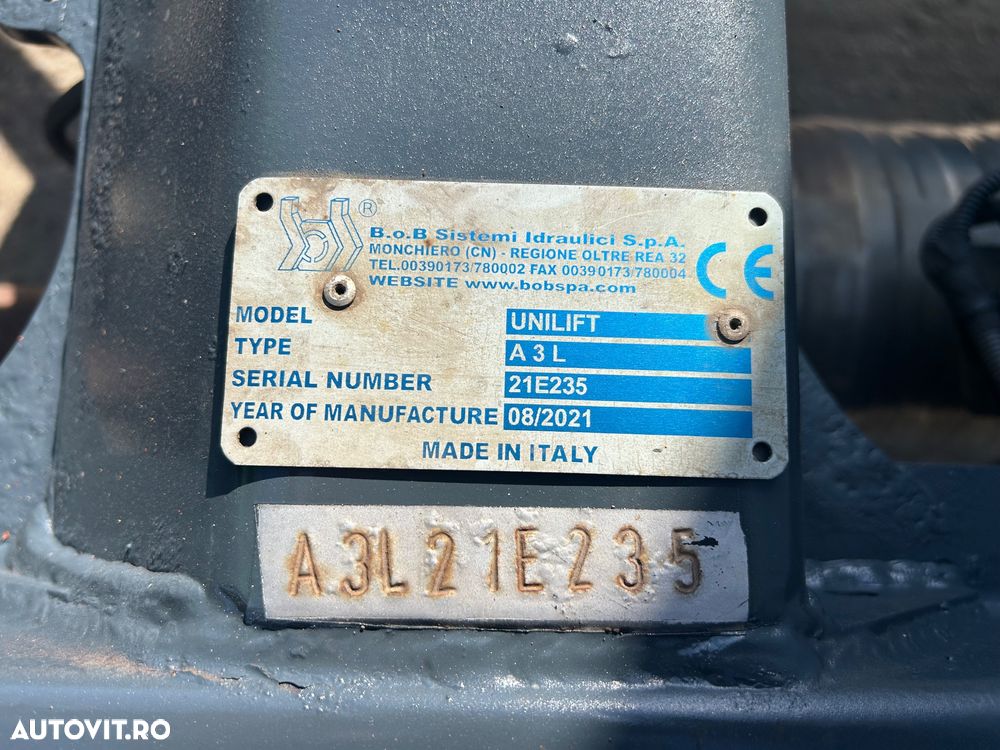 ®
B.o.B Sistemi Idraulici S.p.A.
MONCHIERO (CN) - REGIONE OLTRE REA 32
TEL.00390173/780002 FAX 00390173/780004
WEBSITE www.bobspa.com
CE
MODEL UNILIFT
TYPE A 3 L
SERIAL NUMBER 21E235
YEAR OF MANUFACTURE 08/2021
MADE IN ITALY
A3L21E235
AUTOVIT.RO